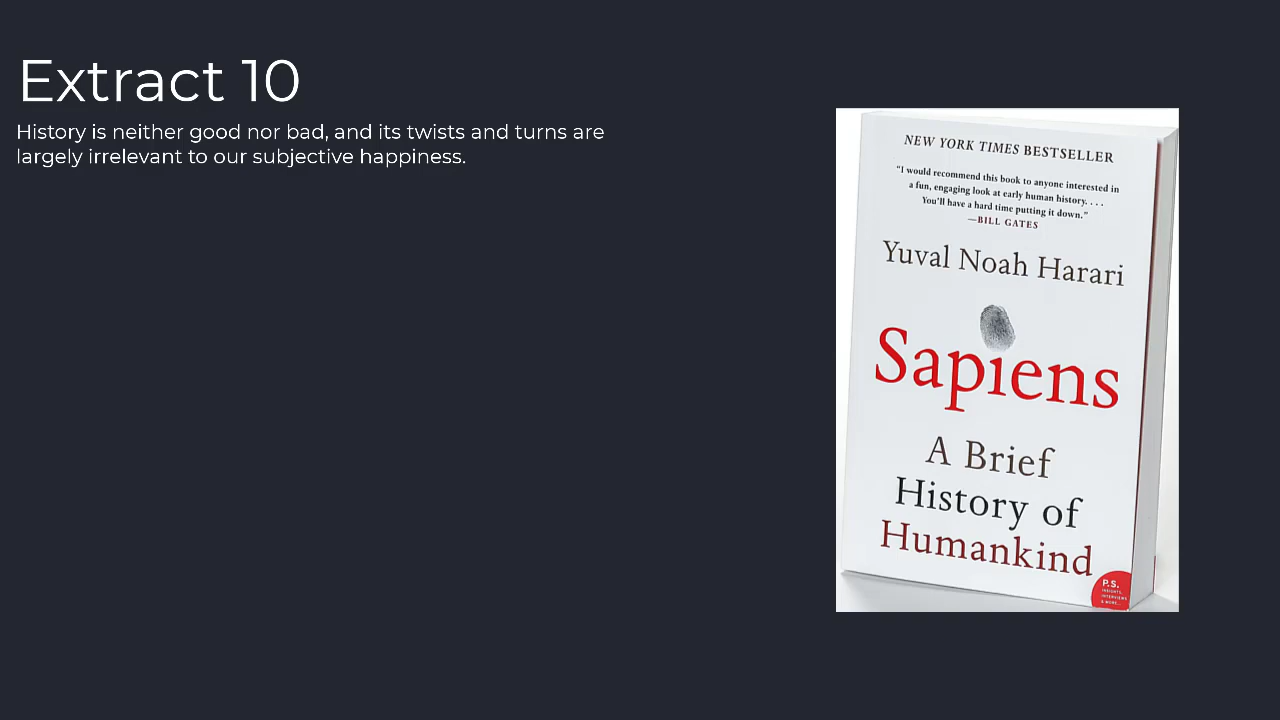 Extract 10
History is neither good nor bad, and its twists and turns are
largely irrelevant to our subjective happiness.
NEW YORK TIMES BESTSELLER
"I would recommend this book to anyone interested in
a fun, engaging look at early human history. . . .
You'll have a hard time putting it down."
—BILL GATES
Yuval Noah Harari
Sapiens
A Brief
History of
Humankind
P.S.
INSIGHTS,
INTERVIEWS
& MORE...